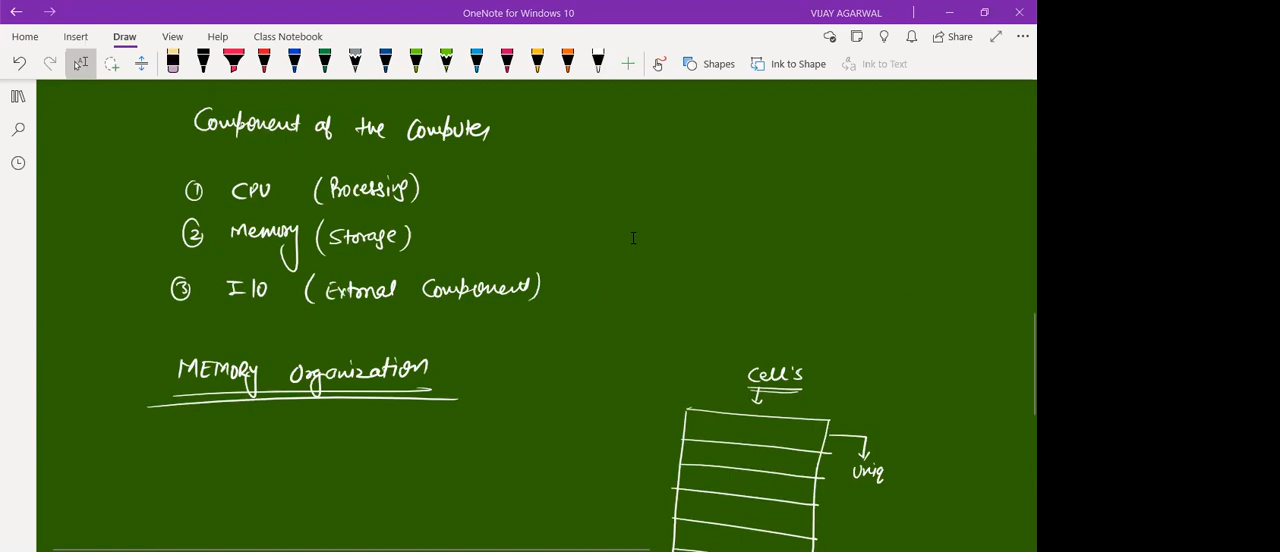 OneNote for Windows 10
VIJAY AGARWAL
Home Insert Draw View Help Class Notebook
Share
Shapes
Ink to Shape
Ink to Text
Component of the Computer
① CPU (Processing)
② Memory (Storage)
③ I/O (External Component)
MEMORY Organization
Cell's
Uniq